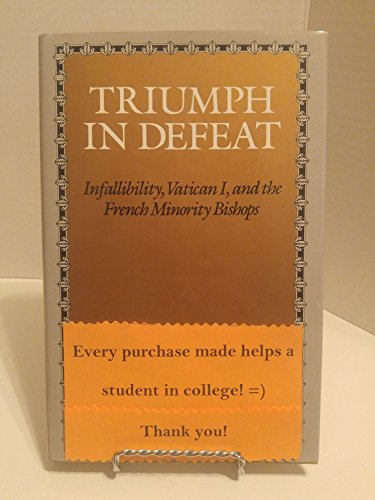 TRIUMPH
IN DEFEAT
Infallibility, Vatican I, and the
French Minority Bishops
Every purchase made helps a
student in college! =)
Thank you!